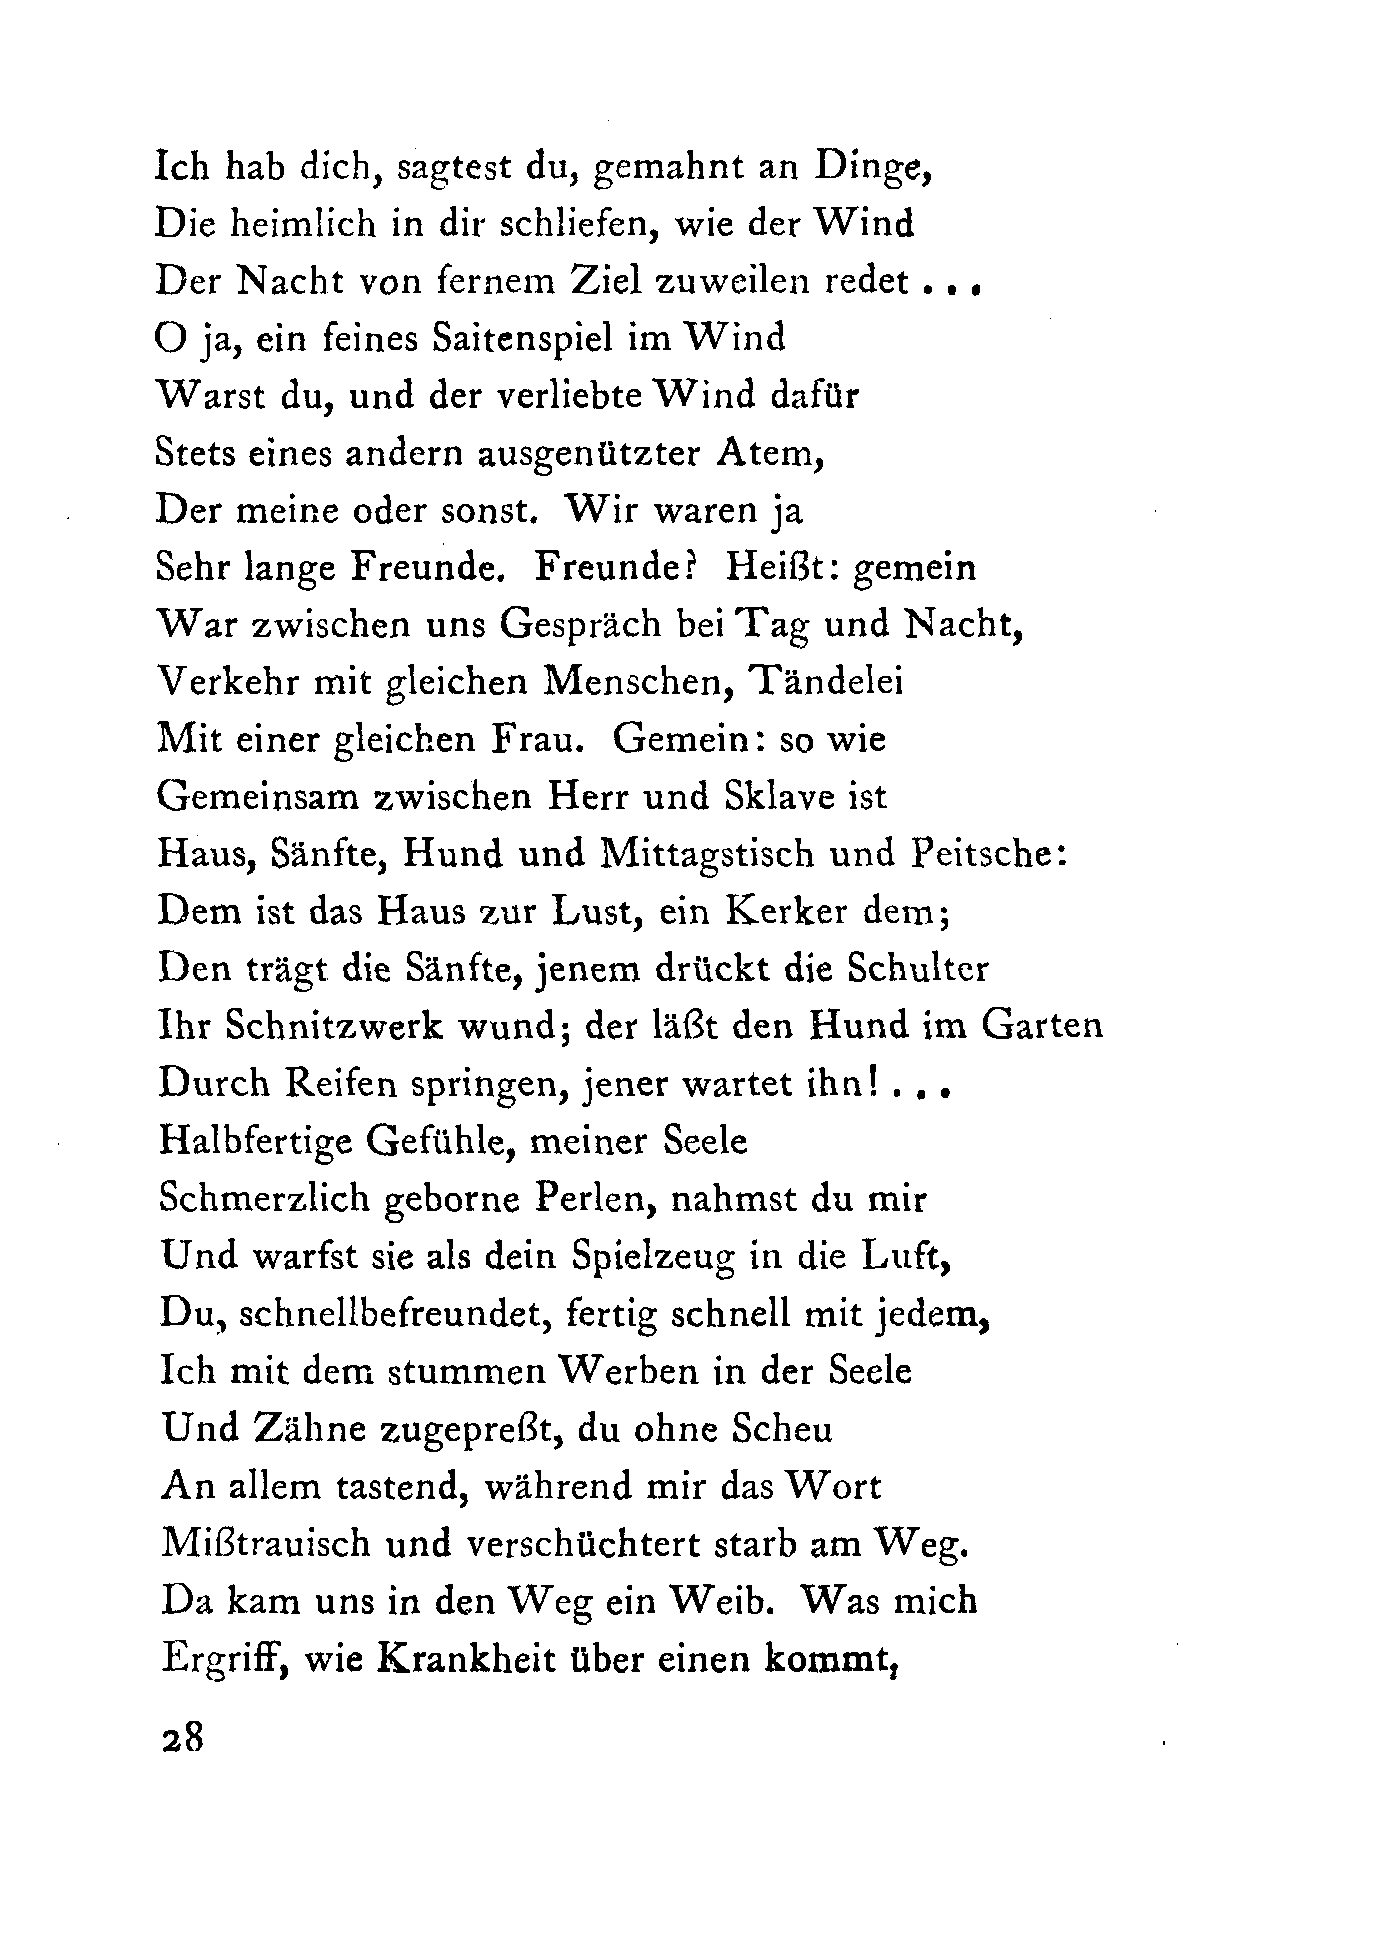 Ich hab dich, sagtest du, gemahnt an Dinge,
Die heimlich in dir schliefen, wie der Wind
Der Nacht von fernem Ziel zuweilen redet . . .
O ja, ein feines Saitenspiel im Wind
Warst du, und der verliebte Wind dafür
Stets eines andern ausgenützter Atem,
Der meine oder sonst. Wir waren ja
Sehr lange Freunde. Freunde? Heißt: gemein
War zwischen uns Gespräch bei Tag und Nacht,
Verkehr mit gleichen Menschen, Tändelei
Mit einer gleichen Frau. Gemein: so wie
Gemeinsam zwischen Herr und Sklave ist
Haus, Sänfte, Hund und Mittagstisch und Peitsche:
Dem ist das Haus zur Lust, ein Kerker dem;
Den trägt die Sänfte, jenem drückt die Schulter
Ihr Schnitzwerk wund; der läßt den Hund im Garten
Durch Reifen springen, jener wartet ihn! . . .
Halbfertige Gefühle, meiner Seele
Schmerzlich geborne Perlen, nahmst du mir
Und warfst sie als dein Spielzeug in die Luft,
Du, schnellbefreundet, fertig schnell mit jedem,
Ich mit dem stummen Werben in der Seele
Und Zähne zugepreßt, du ohne Scheu
An allem tastend, während mir das Wort
Mißtrauisch und verschüchtert starb am Weg.
Da kam uns in den Weg ein Weib. Was mich
Ergriff, wie Krankheit über einen kommt,
28